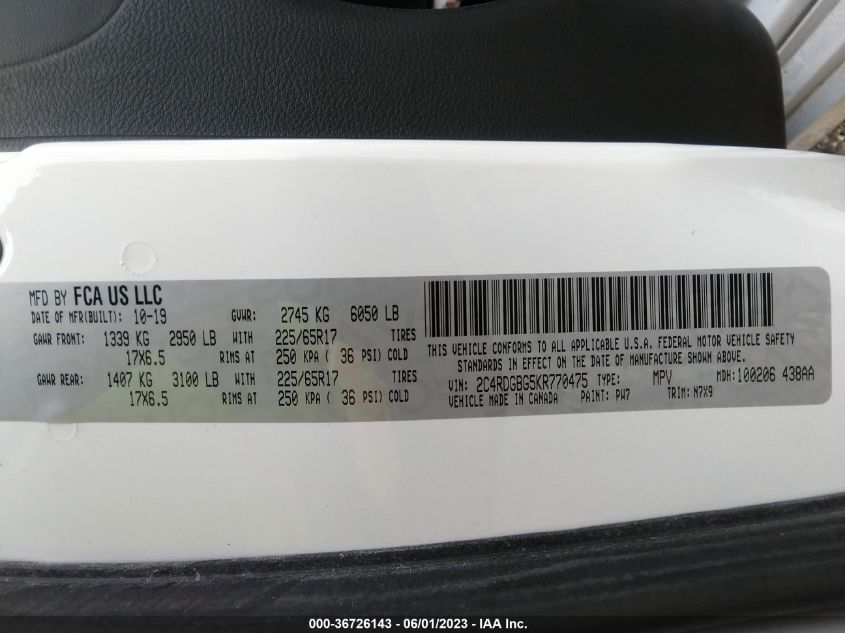 MFD BY FCA US LLC
DATE OF MFR(BUILT): 10-19 GVWR: 2745 KG 6050 LB
GAWR FRONT: 1339 KG 2950 LB WITH 225/65R17 TIRES
17X6.5 RIMS AT 250 KPA ( 36 PSI) COLD
GAWR REAR: 1407 KG 3100 LB WITH 225/65R17 TIRES
17X6.5 RIMS AT 250 KPA ( 36 PSI) COLD
THIS VEHICLE CONFORMS TO ALL APPLICABLE U.S.A. FEDERAL MOTOR VEHICLE SAFETY
STANDARDS IN EFFECT ON THE DATE OF MANUFACTURE SHOWN ABOVE.
VIN: 2C4RDGBG5KR770475 TYPE: MPV MDH: 100206 438AA
VEHICLE MADE IN CANADA PAINT: PW7 TRIM: N7X9
000-36726143 - 06/01/2023 - IAA Inc.